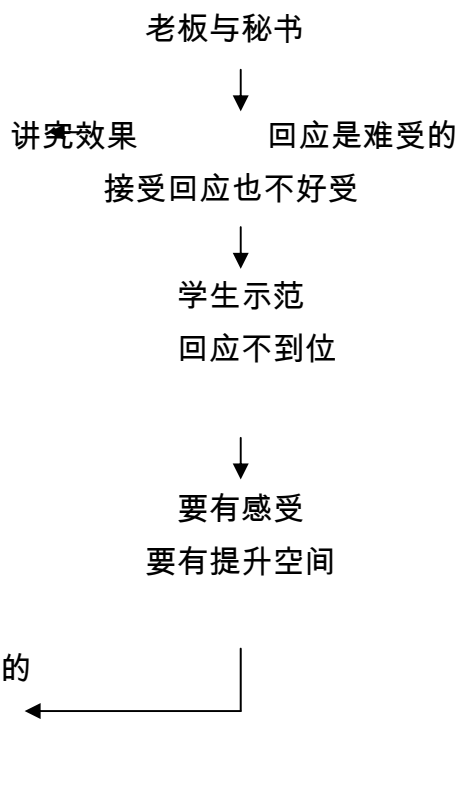 老板与秘书
讲究效果 回应是难受的
接受回应也不好受
学生示范
回应不到位
要有感受
要有提升空间
的